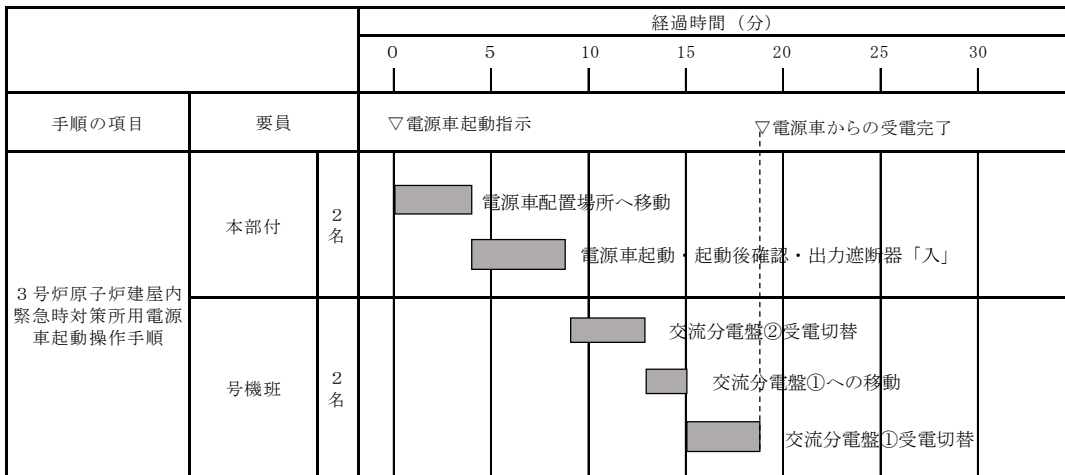 経過時間（分）
0 5 10 15 20 25 30
手順の項目 要員 ▽電源車起動指示 ▽電源車からの受電完了
3号炉原子炉建屋内
緊急時対策所用電源
車起動操作手順
本部付
2
名
電源車配置場所へ移動
電源車起動・起動後確認・出力遮断器「入」
号機班
2
名
交流分電盤②受電切替
交流分電盤①への移動
交流分電盤①受電切替